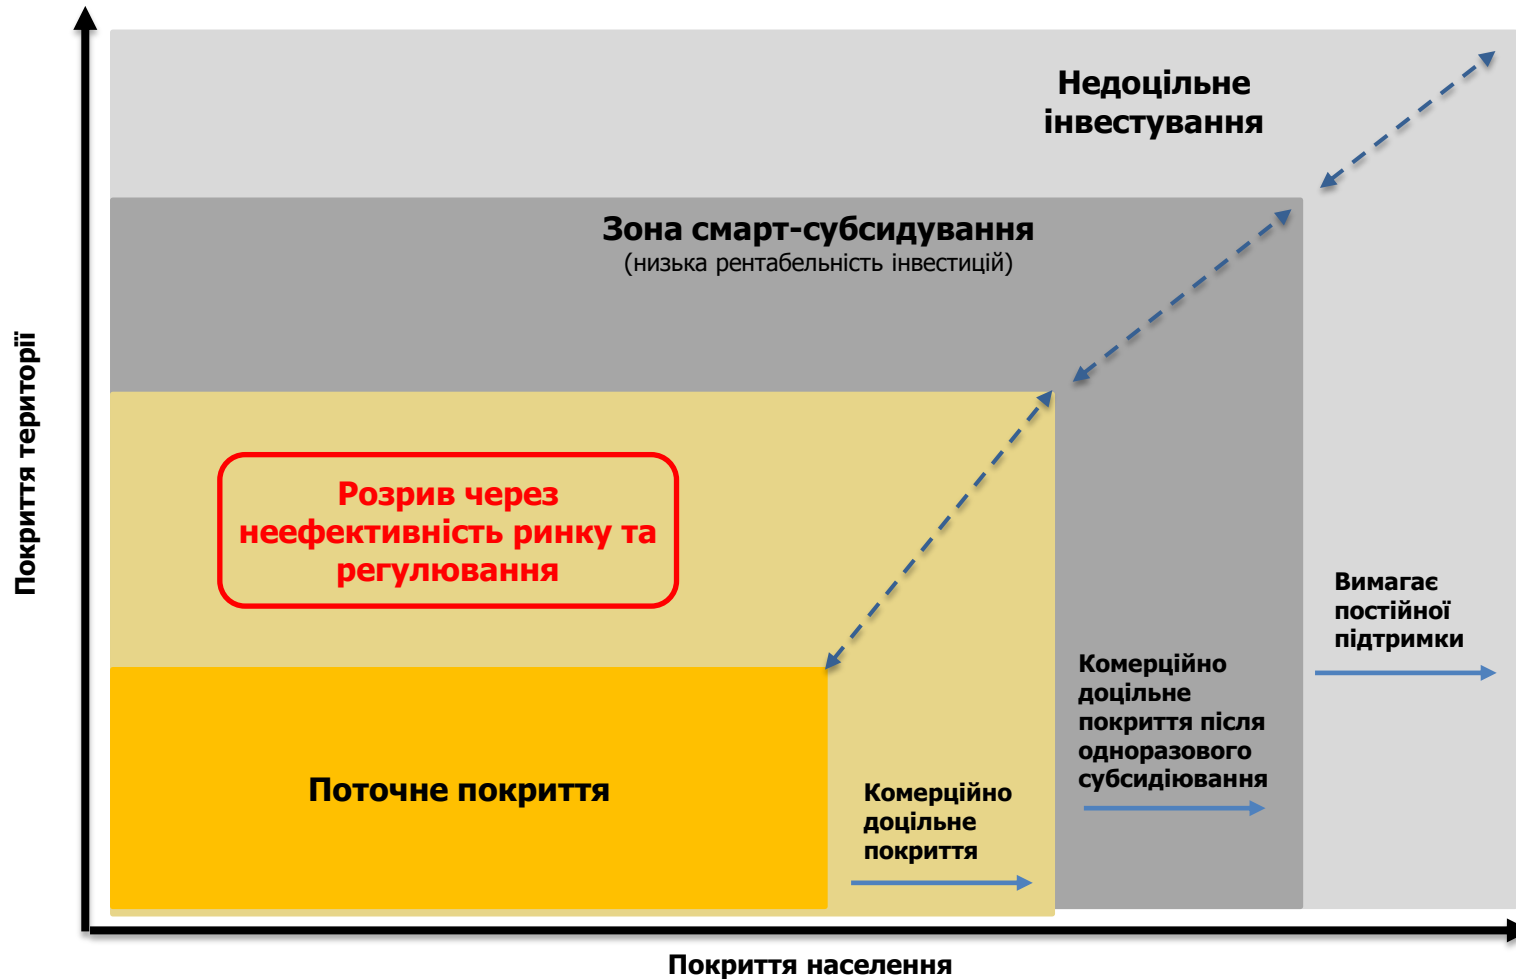 Недоцільне
інвестування
Зона смарт-субсидування
(низька рентабельність інвестицій)
Покриття території
Розрив через
неефективність ринку та
регулювання
Вимагає
постійної
підтримки
Комерційно
доцільне
покриття після
одноразового
субсидіювання
Поточне покриття
Комерційно
доцільне
покриття
Покриття населення